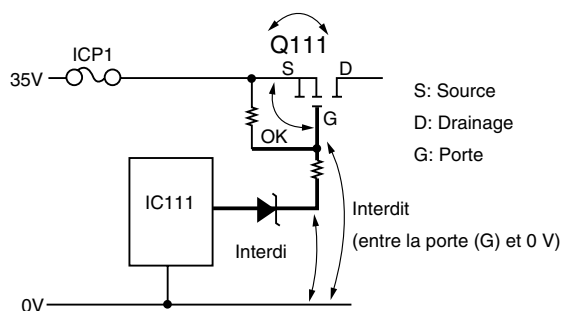 Q111
ICP1
S
D
35V
G
S: Source
D: Drainage
G: Porte
OK
IC111
Interdit
(entre la porte (G) et 0 V)
Interdi
0V